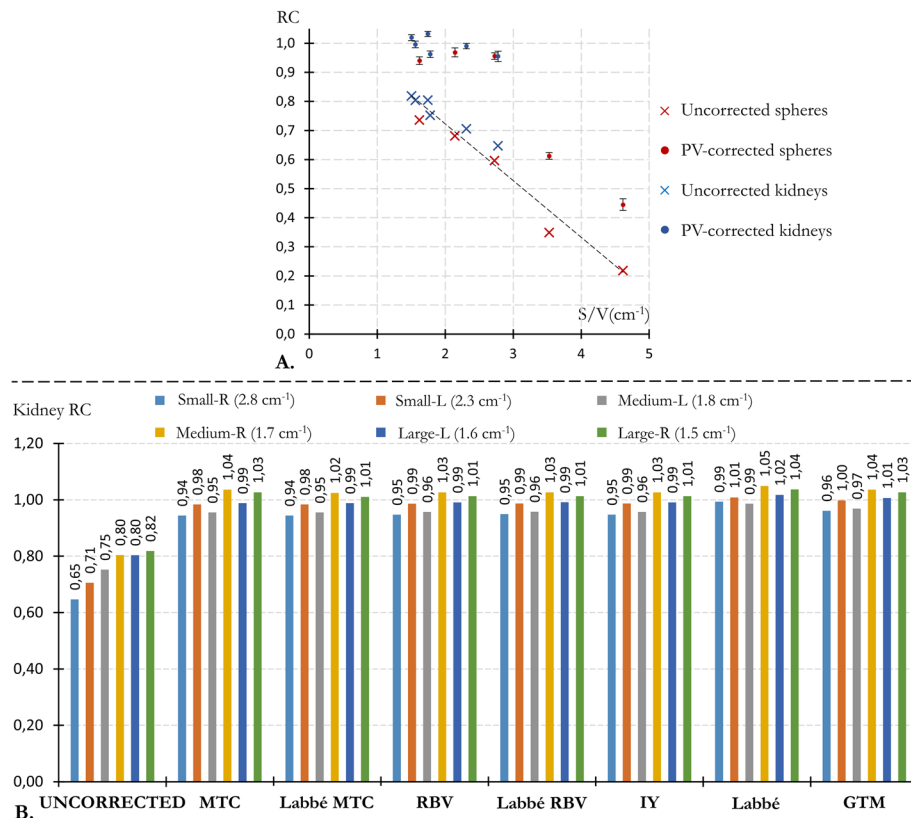 RC
1,0
0,9
0,8
0,7
0,6
0,5
0,4
0,3
0,2
0,1
0,0
0 1 2 3 4 5
S/V(cm⁻¹)
Uncorrected spheres
PV-corrected spheres
Uncorrected kidneys
PV-corrected kidneys
A.
Kidney RC
Small-R (2.8 cm⁻¹) Small-L (2.3 cm⁻¹) Medium-L (1.8 cm⁻¹)
Medium-R (1.7 cm⁻¹) Large-L (1.6 cm⁻¹) Large-R (1.5 cm⁻¹)
1,20
1,00
0,80
0,60
0,40
0,20
0,00
0,65 0,71 0,75 0,80 0,80 0,82
0,94 0,98 0,95 1,04 0,99 1,03
0,94 0,98 0,95 1,02 0,99 1,01
0,95 0,99 0,96 1,03 0,99 1,01
0,95 0,99 0,96 1,03 0,99 1,01
0,95 0,99 0,96 1,03 0,99 1,01
0,99 1,01 0,99 1,05 1,02 1,04
0,96 1,00 0,97 1,04 1,01 1,03
UNCORRECTED MTC Labbé MTC RBV Labbé RBV IY Labbé GTM
B.